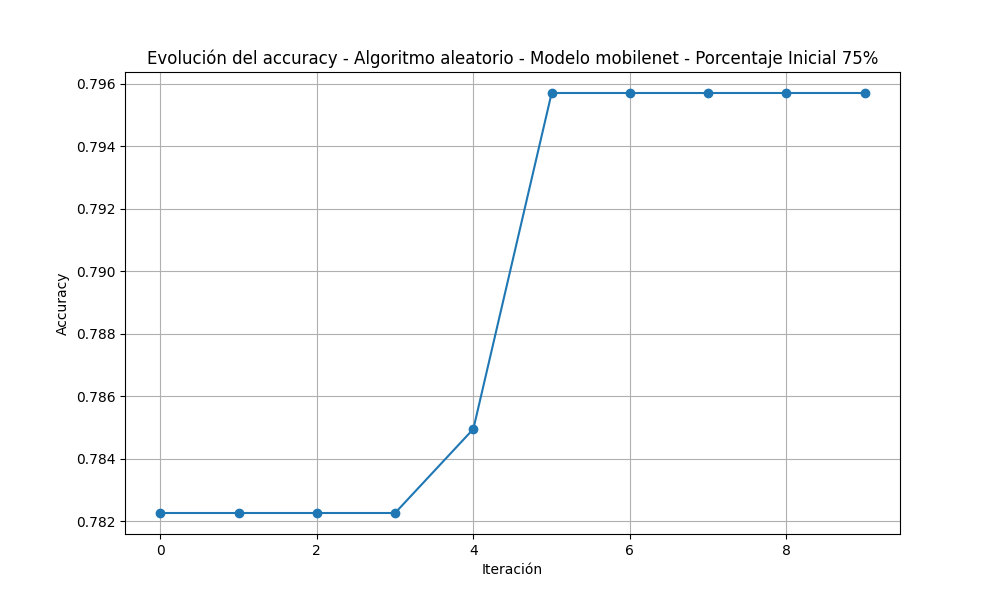 Evolución del accuracy - Algoritmo aleatorio - Modelo mobilenet - Porcentaje Inicial 75%
0.796
0.794
0.792
0.790
0.788
0.786
0.784
0.782
Accuracy
0 2 4 6 8
Iteración